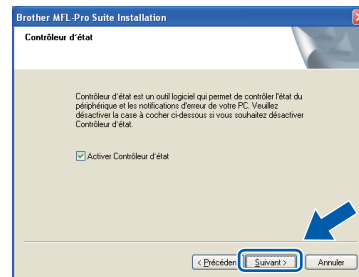 Brother MFL-Pro Suite Installation
Contrôleur d'état
Contrôleur d'état est un outil logiciel qui permet de contrôler l'état du
périphérique et les notifications d'erreur de votre PC. Veuillez
désactiver la case à cocher ci-dessous si vous souhaitez désactiver
Contrôleur d'état.
Activer Contrôleur d'état
< Précéden Suivant > Annuler